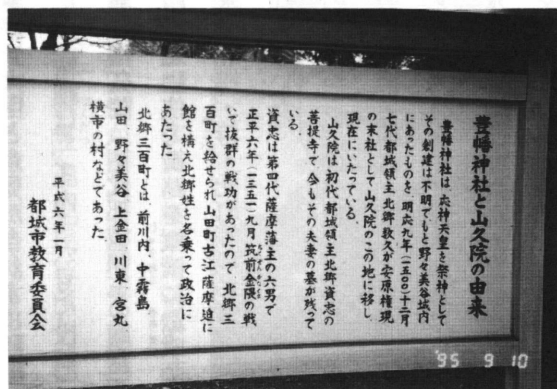 豊幡神社と山久院の由来
豊幡神社は、応神天皇を祭神として
その創建は不明でもと野々美谷城内
にあったものを、明応九年(一五〇〇)十二月
七代都城領主北郷敦久が安原権現
の末社として山久院のこの地に移し
現在にいたっている。
山久院は初代都城領主北郷資忠の
菩提寺で、今もその夫妻の墓が残って
いる。
資忠は第四代薩摩藩主の六男で
正平六年(一三五一)九月筑前金隈の戦
いで抜群の戦功があったので、北郷三
百町を給せられ山田町古江薩摩迫に
館を構え北郷姓を名乗って政治に
あたった
北郷三百町とは、前川内、中霧島
山田 野々美谷 上金田 川東 宮丸
横市の村などであった。
平成六年一月
都城市教育委員会
'95 9 10